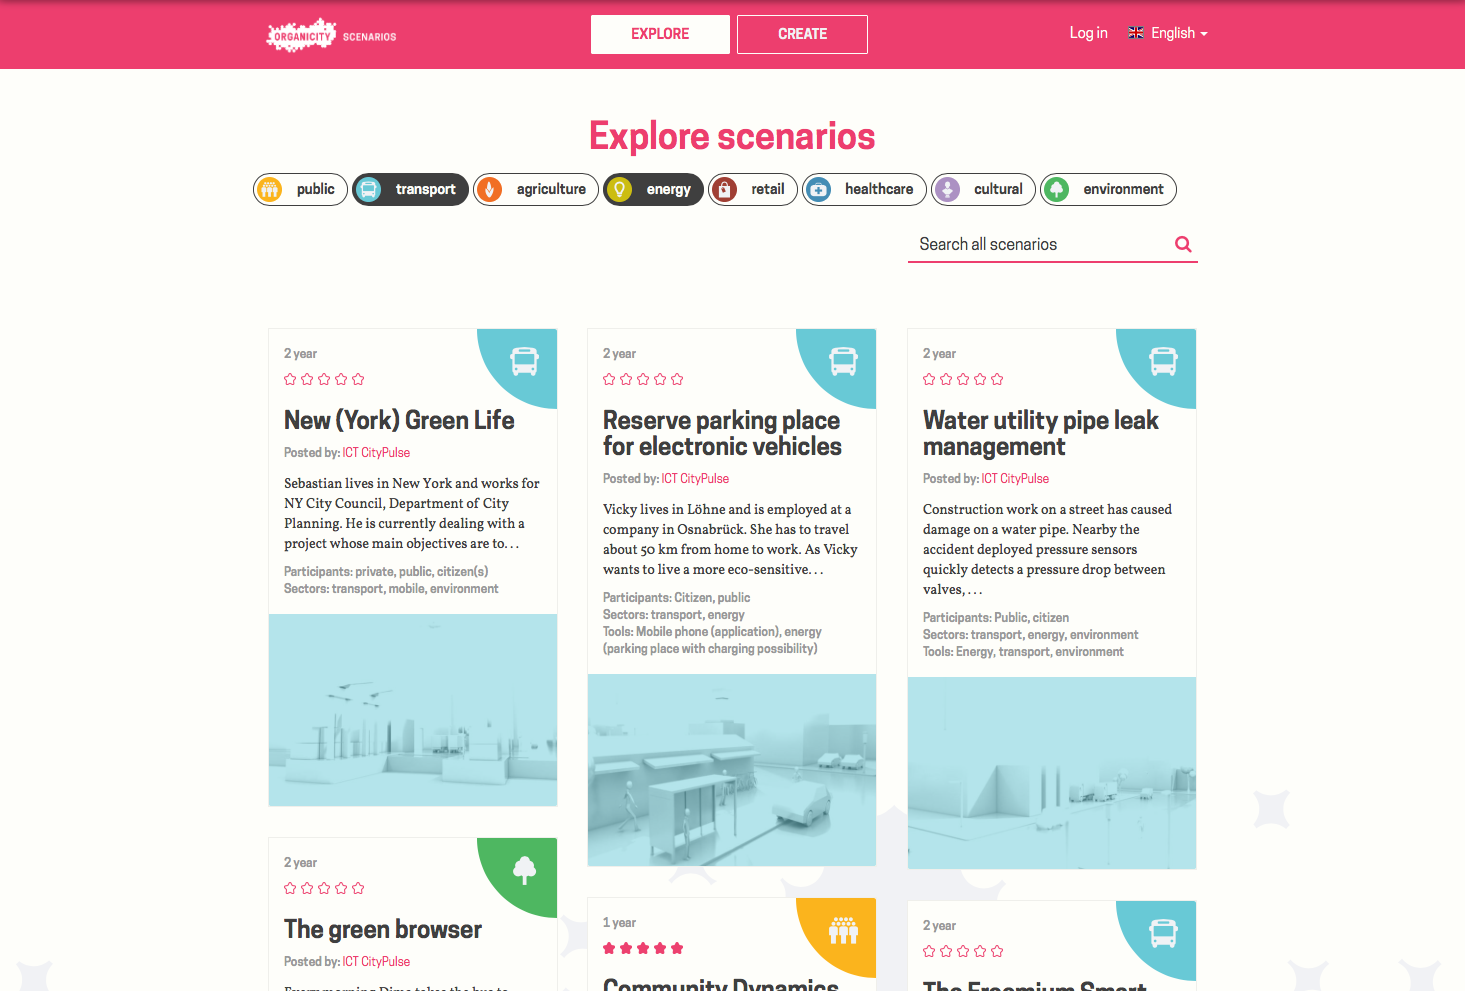 ORGANICITY SCENARIOS
EXPLORE
CREATE
Log in
English
Explore scenarios
public
transport
agriculture
energy
retail
healthcare
cultural
environment
Search all scenarios
2 year
New (York) Green Life
Posted by: ICT CityPulse
Sebastian lives in New York and works for
NY City Council, Department of City
Planning. He is currently dealing with a
project whose main objectives are to…
Participants: private, public, citizen(s)
Sectors: transport, mobile, environment
2 year
Reserve parking place
for electronic vehicles
Posted by: ICT CityPulse
Vicky lives in Löhne and is employed at a
company in Osnabrück. She has to travel
about 50 km from home to work. As Vicky
wants to live a more eco-sensitive…
Participants: Citizen, public
Sectors: transport, energy
Tools: Mobile phone (application), energy
(parking place with charging possibility)
2 year
Water utility pipe leak
management
Posted by: ICT CityPulse
Construction work on a street has caused
damage on a water pipe. Nearby the
accident deployed pressure sensors
quickly detects a pressure drop between
valves,…
Participants: Public, citizen
Sectors: transport, energy, environment
Tools: Energy, transport, environment
2 year
The green browser
Posted by: ICT CityPulse
Every morning Dime takes the bus to
1 year
Community Dynamics
2 year
The Freemium Smart